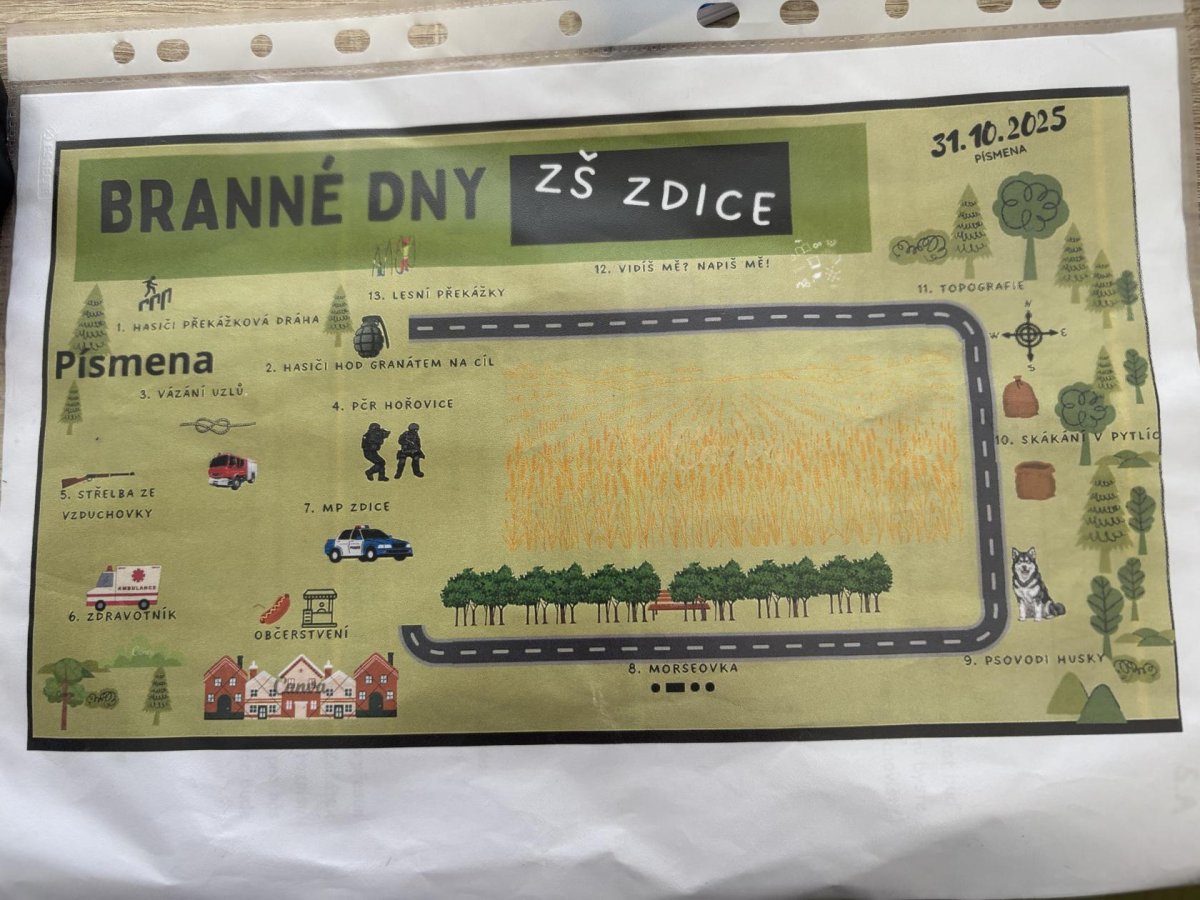 31.10.2025
PÍSMENA
BRANNÉ DNY
ZŠ ZDICE
12. VIDÍŠ MĚ? NAPIŠ MĚ!
13. LESNÍ PŘEKÁŽKY
11. TOPOGRAFIE
1. HASIČI PŘEKÁŽKOVÁ DRÁHA
N
W
E
S
Písmena
2. HASIČI HOD GRANÁTEM NA CÍL
3. VÁZÁNÍ UZLŮ
4. PČR HOŘOVICE
10. SKÁKÁNÍ V PYTLÍC
5. STŘELBA ZE
VZDUCHOVKY
7. MP ZDICE
AMBULANCE
6. ZDRAVOTNÍK
OBČERSTVENÍ
8. MORSEOVKA
9. PSOVODI HUSKY
Canva